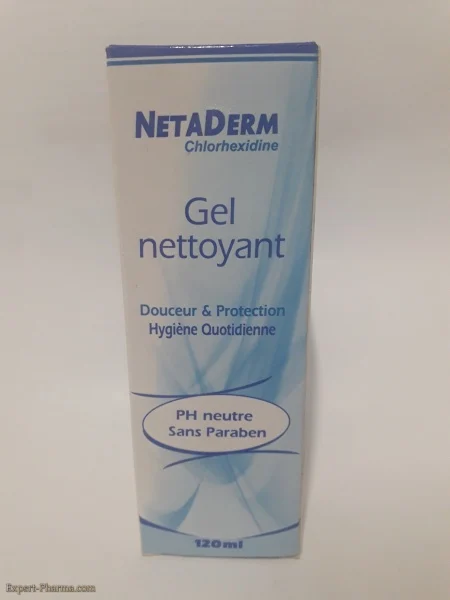 NETADERM
Chlorhexidine
Gel
nettoyant
Douceur & Protection
Hygiène Quotidienne
PH neutre
Sans Paraben
120ml
Expert-Pharma.com